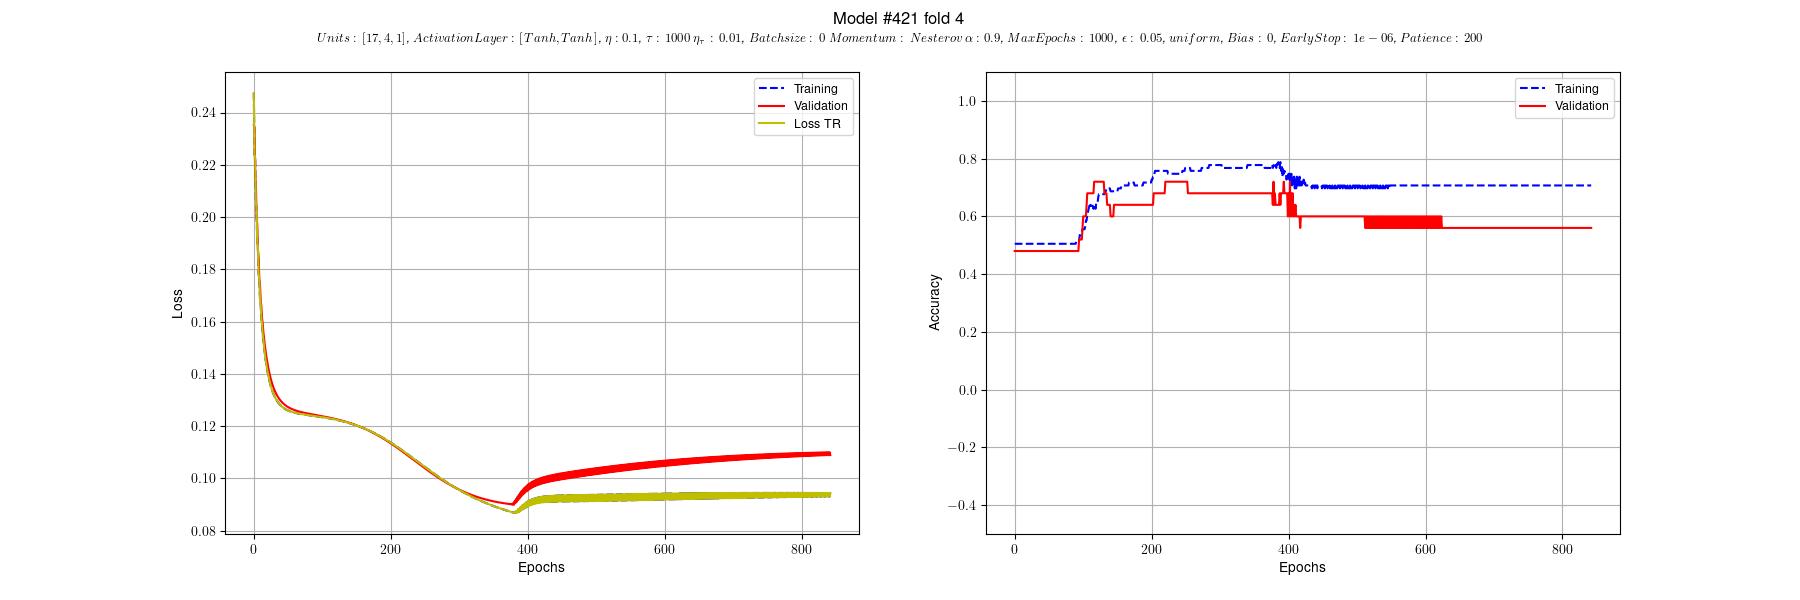 Model #421 fold 4
Units : [17, 4, 1], ActivationLayer : [Tanh, Tanh], η : 0.1, τ : 1000 η_τ : 0.01, Batchsize : 0 Momentum : Nesterov α : 0.9, MaxEpochs : 1000, ϵ : 0.05, uniform, Bias : 0, EarlyStop : 1e − 06, Patience : 200
Training
Validation
Loss TR
0.24
0.22
0.20
0.18
0.16
0.14
0.12
0.10
0.08
Loss
0
200
400
600
800
Epochs
Training
Validation
1.0
0.8
0.6
0.4
0.2
0.0
−0.2
−0.4
Accuracy
0
200
400
600
800
Epochs